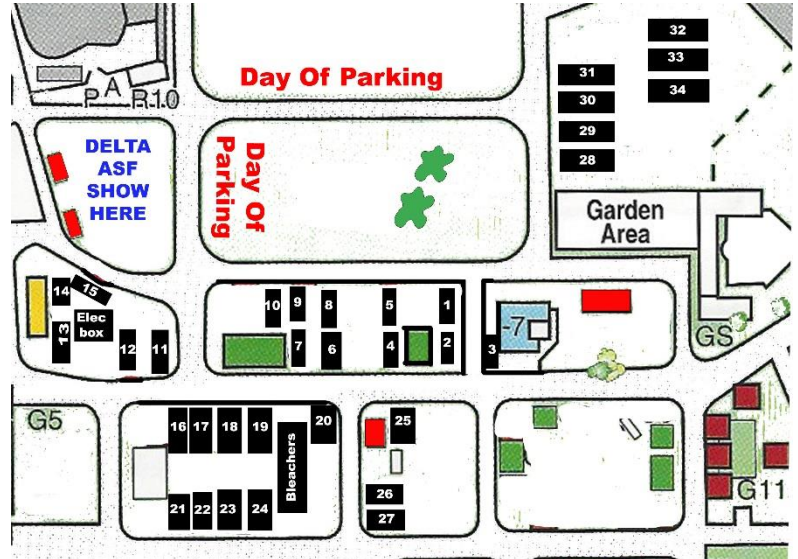 32
33
34
31
30
29
28
Day Of Parking
P A R10
DELTA
ASF
SHOW
HERE
Day Of
Parking
Garden
Area
14
15
13
Elec
box
12
11
10
9
8
5
1
7
6
4
2
3
-7
GS
G5
16
17
18
19
20
Bleachers
21
22
23
24
25
26
27
G11